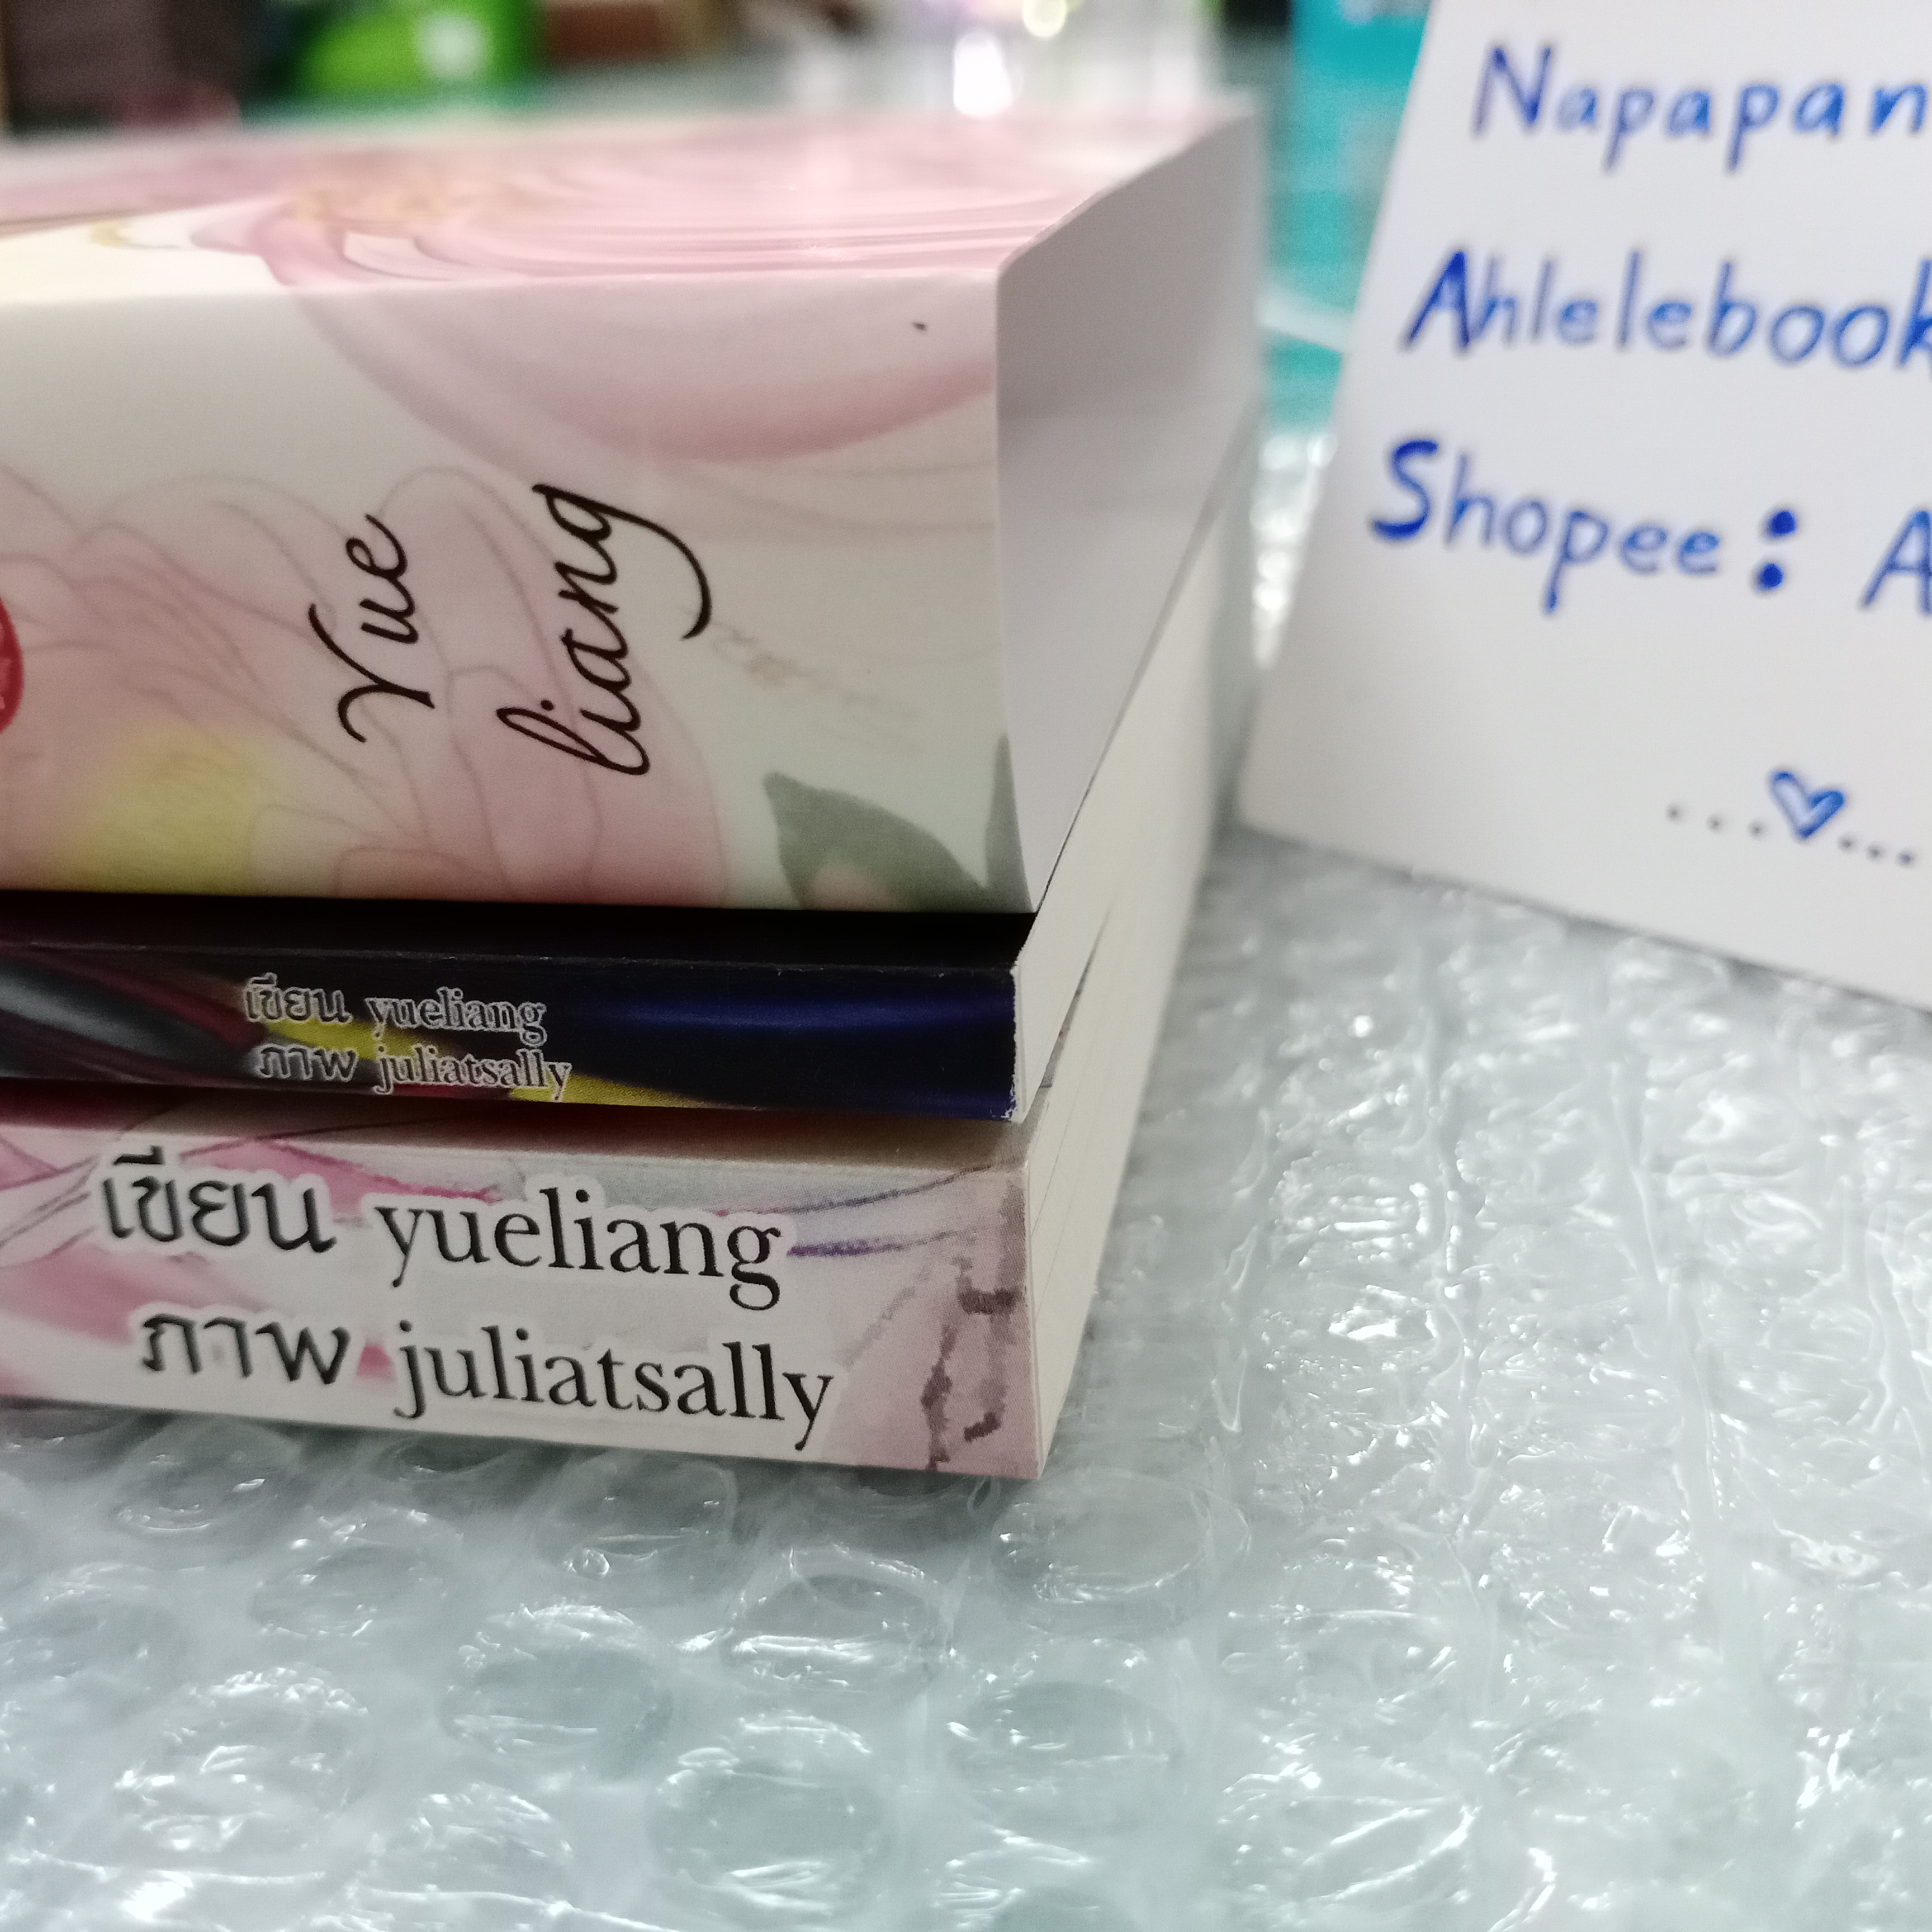 Yue
liang
เขียน yueliang
ภาพ juliatsally
เขียน yueliang
ภาพ juliatsally
Napapan
Ahlelebook
Shopee: A